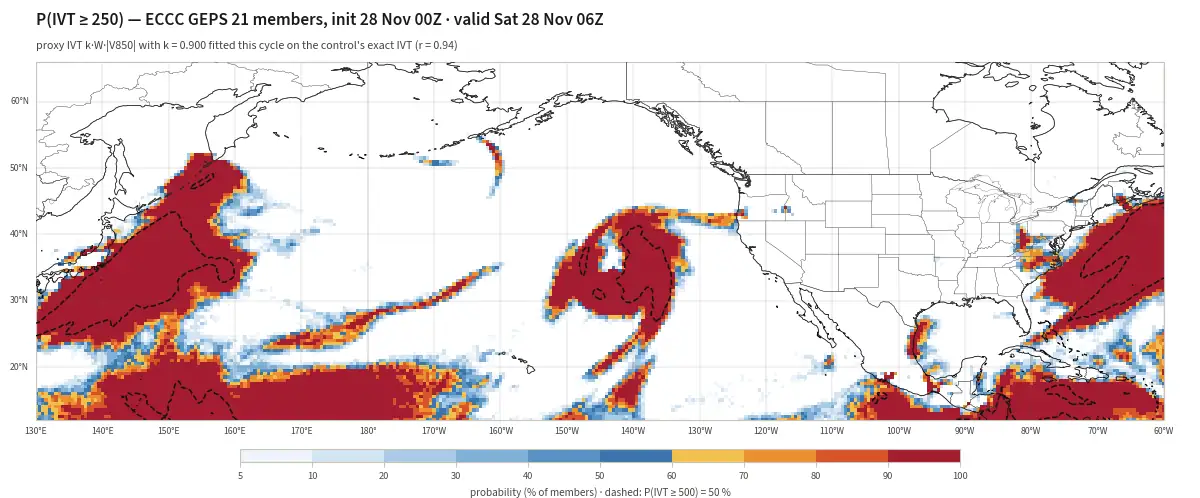 P(IVT ≥ 250) — ECCC GEPS 21 members, init 28 Nov 00Z · valid Sat 28 Nov 06Z
proxy IVT k·W·|V850| with k = 0.900 fitted this cycle on the control's exact IVT (r = 0.94)
60°N
50°N
40°N
30°N
20°N
130°E 140°E 150°E 160°E 170°E 180° 170°W 160°W 150°W 140°W 130°W 120°W 110°W 100°W 90°W 80°W 70°W 60°W
5 10 20 30 40 50 60 70 80 90 100
probability (% of members) · dashed: P(IVT ≥ 500) = 50 %